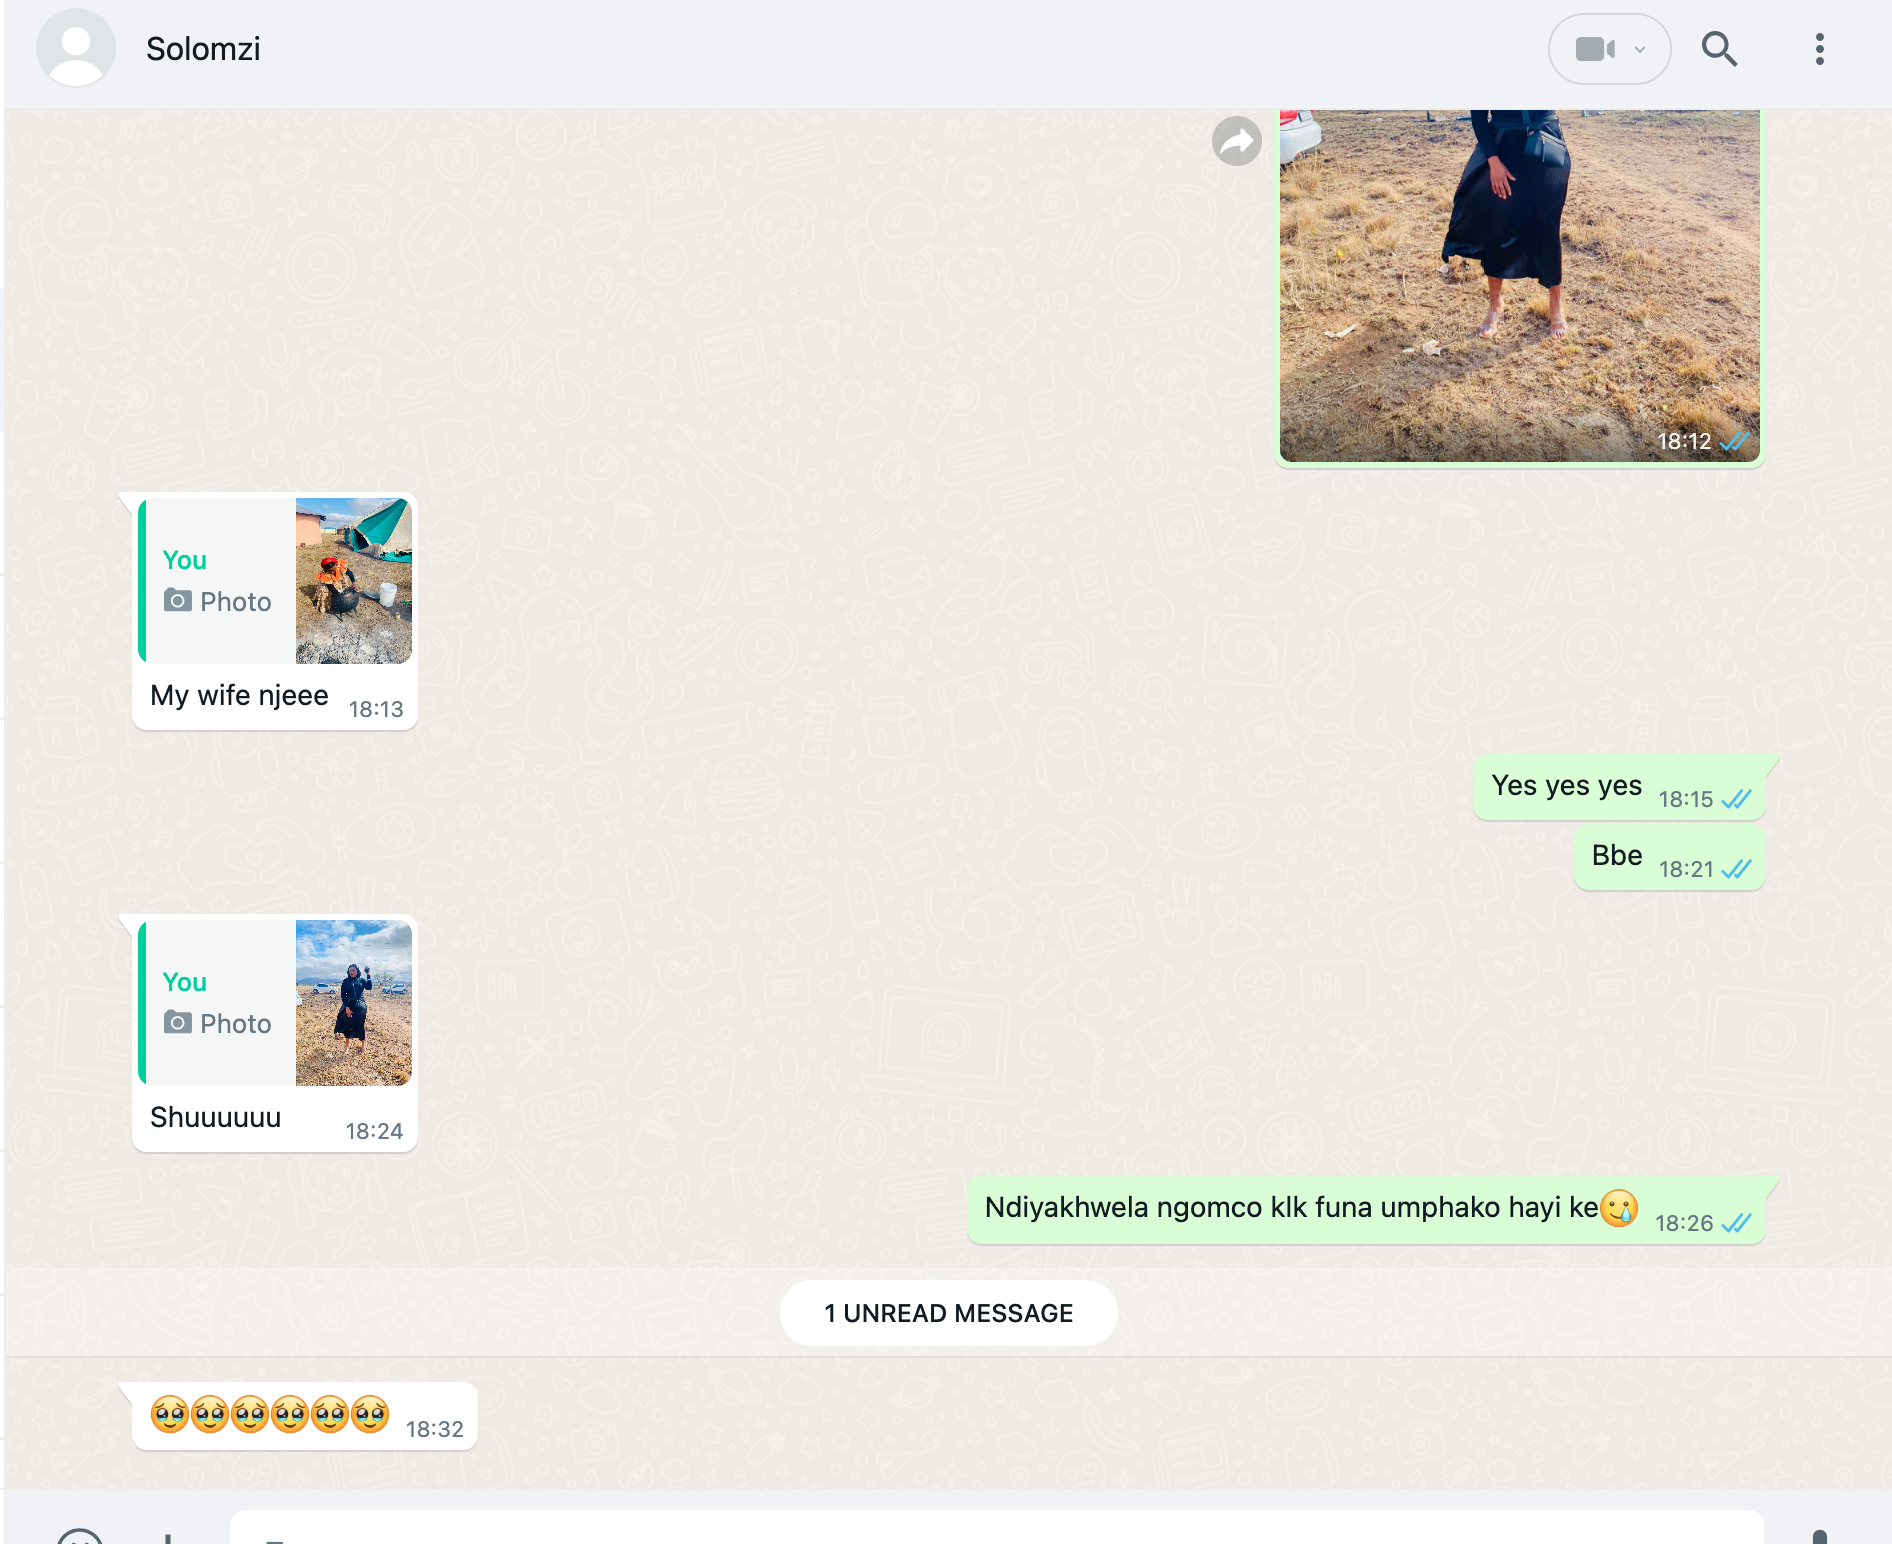 Solomzi
18:12
You
Photo
My wife njeee 18:13
Yes yes yes 18:15
Bbe 18:21
You
Photo
Shuuuuuu 18:24
Ndiyakhwela ngomco klk funa umphako hayi ke🥲 18:26
1 UNREAD MESSAGE
🥹🥹🥹🥹🥹🥹 18:32